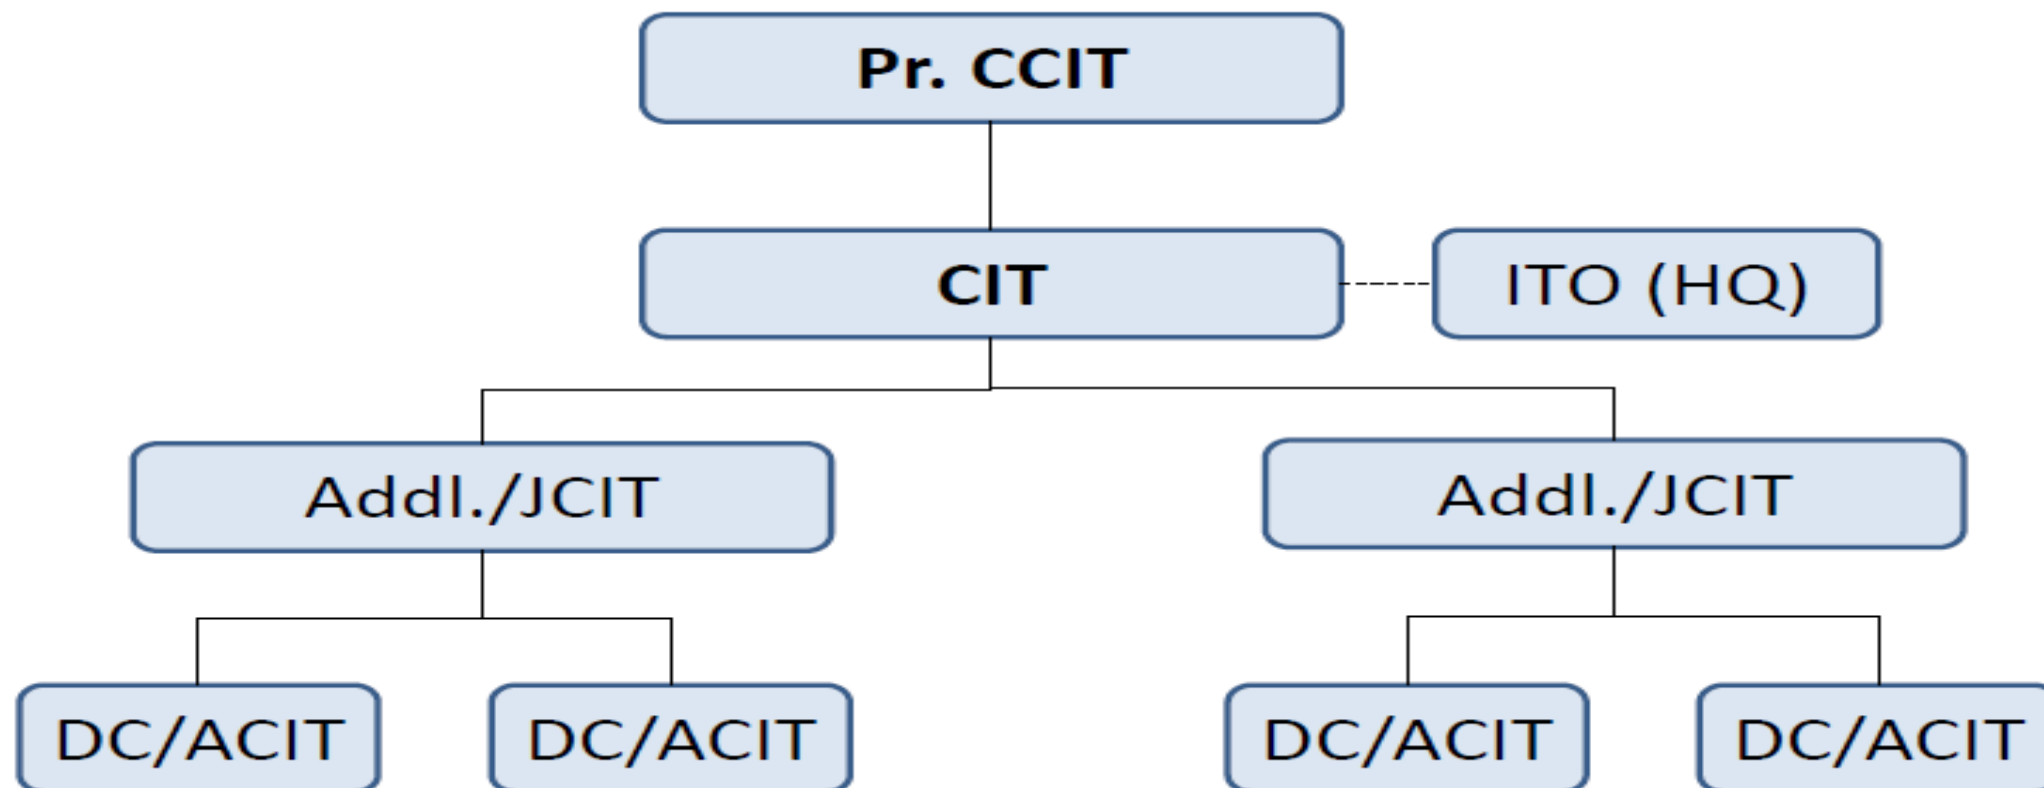 Pr. CCIT
CIT
ITO (HQ)
Addl./JCIT
Addl./JCIT
DC/ACIT
DC/ACIT
DC/ACIT
DC/ACIT